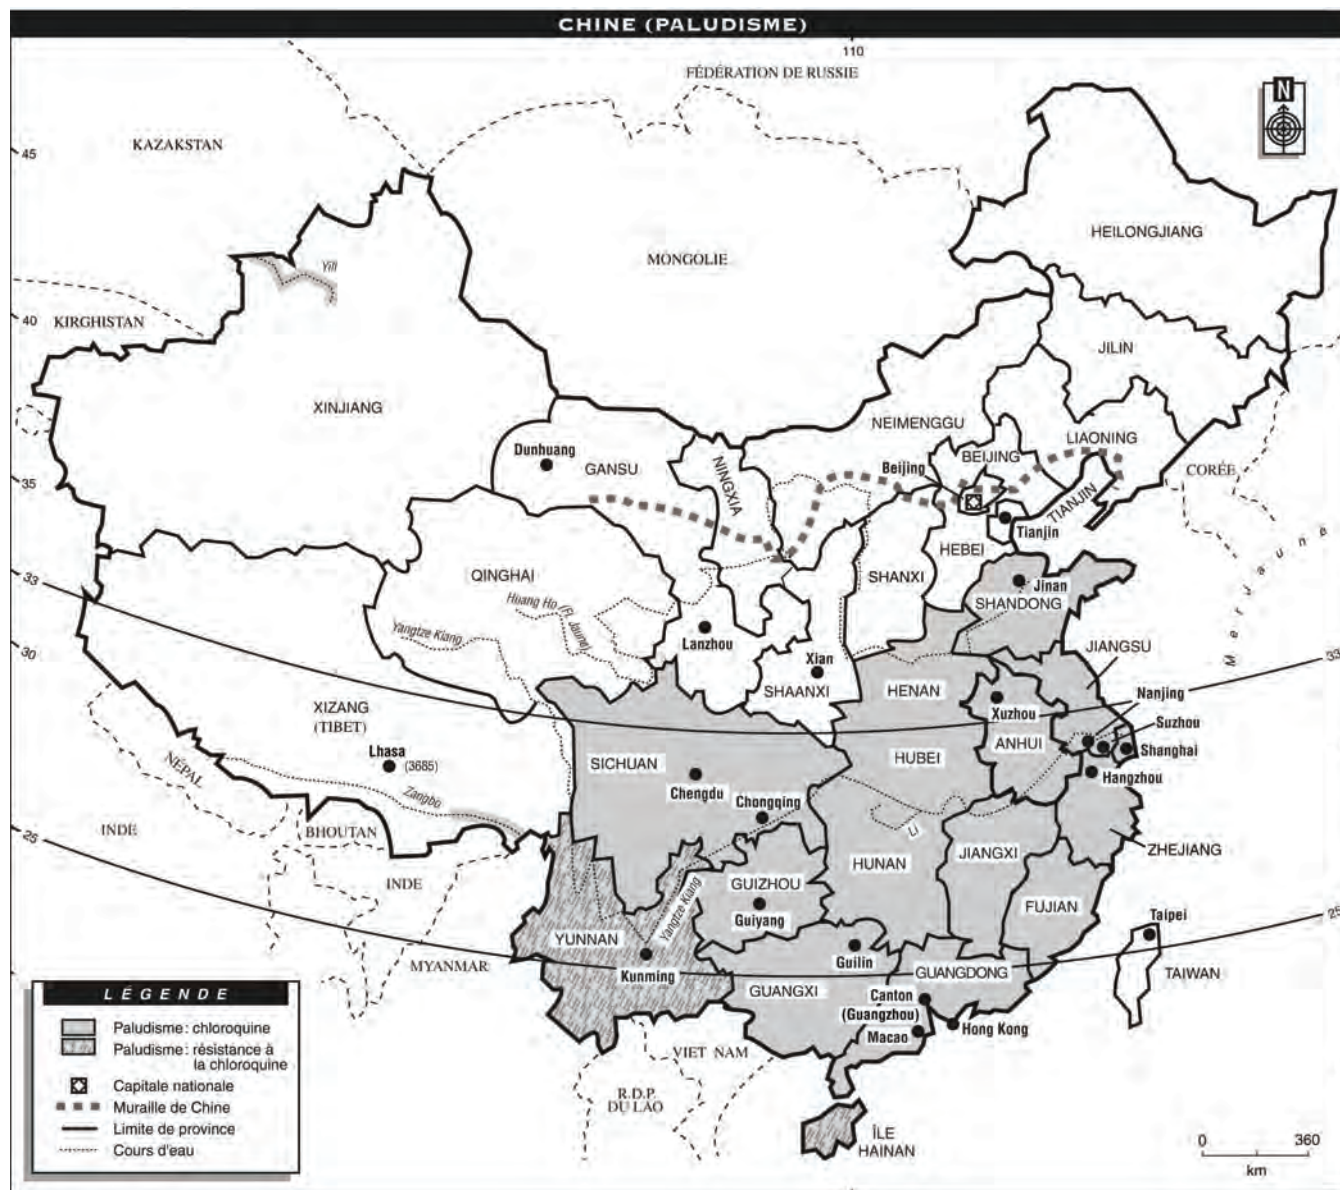 CHINE (PALUDISME)
110
FÉDÉRATION DE RUSSIE
N
KAZAKSTAN
45
HEILONGJIANG
MONGOLIE
Yili
40
KIRGHISTAN
JILIN
XINJIANG
NEIMENGGU
LIAONING
Dunhuang
GANSU
NINGXIA
Beijing
BEIJING
CORÉE
35
TIANJIN
Tianjin
HEBEI
SHANXI
Mer Jaune
QINGHAI
33
Huang Ho (Fl. Jaune)
Jinan
SHANDONG
Yangtze Kiang
Lanzhou
JIANGSU
30
Xian
33
SHAANXI
HENAN
Nanjing
XIZANG
(TIBET)
Xuzhou
Suzhou
ANHUI
Shanghai
Lhasa (3685)
SICHUAN
HUBEI
NÉPAL
Hangzhou
Chengdu
Zangbo
Chongqing
INDE
BHOUTAN
Li
25
ZHEJIANG
JIANGXI
HUNAN
INDE
GUIZHOU
Yangtze Kiang
FUJIAN
Guiyang
Taipei
25
YUNNAN
Guilin
MYANMAR
Kunming
GUANGDONG
TAIWAN
GUANGXI
Canton
(Guangzhou)
Hong Kong
Macao
VIET NAM
R.D.P.
DU LAO
ÎLE
HAINAN
LÉGENDE
Paludisme: chloroquine
Paludisme: résistance à
la chloroquine
Capitale nationale
Muraille de Chine
Limite de province
Cours d'eau
0 360
km